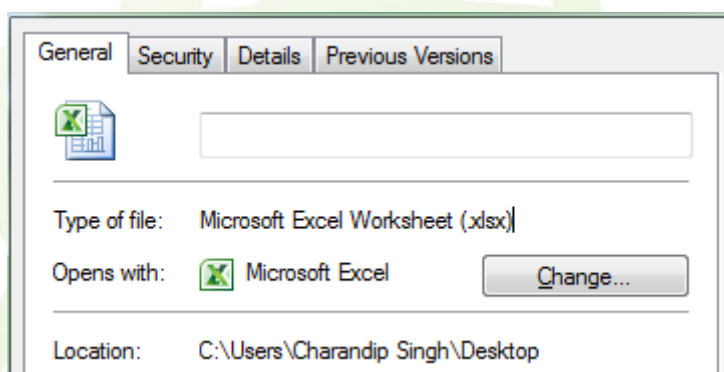 General Security Details Previous Versions
Type of file: Microsoft Excel Worksheet (.xlsx)
Opens with: Microsoft Excel Change...
Location: C:\Users\Charandip Singh\Desktop